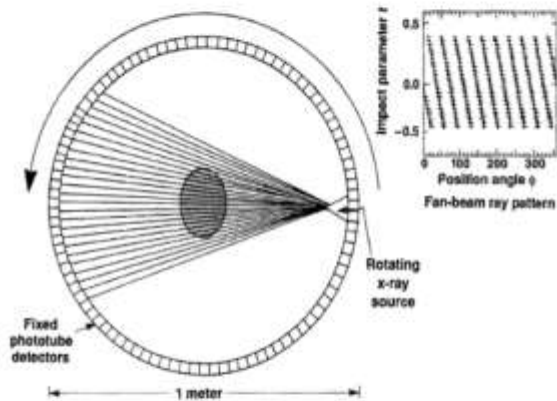 Impact parameter t
0.5
0.0
−0.5
0 100 200 300
Position angle ϕ
Fan-beam ray pattern
Rotating
x-ray
source
Fixed
phototube
detectors
1 meter